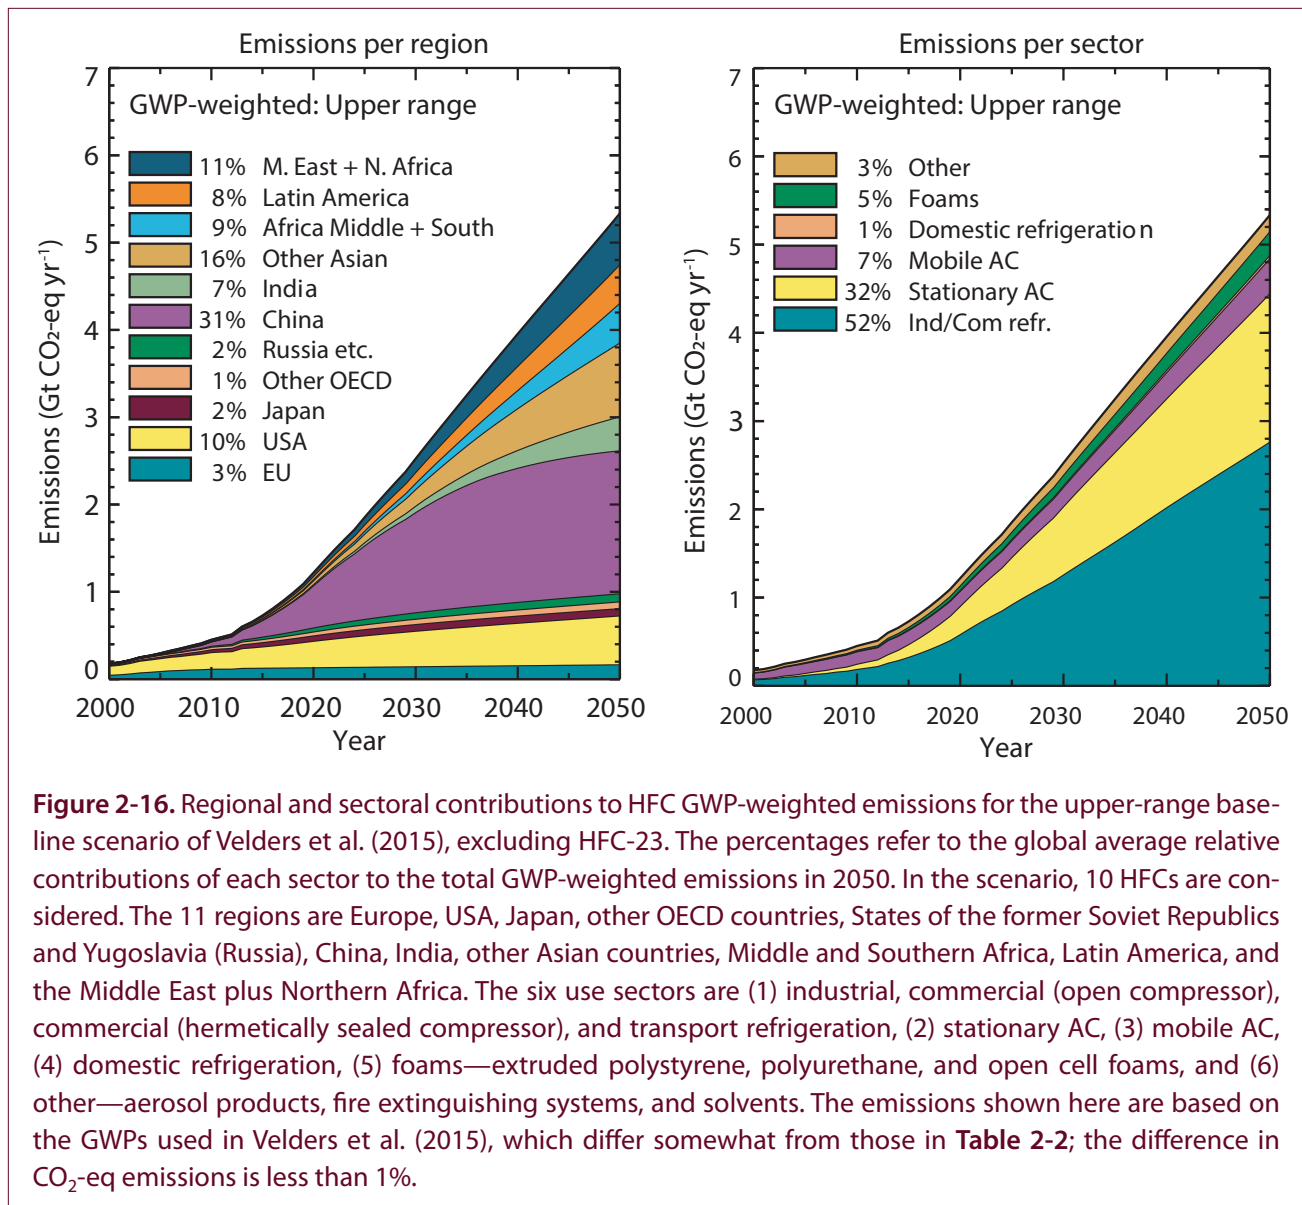 Emissions per region
7
6
5
4
3
2
1
0
Emissions (Gt CO₂-eq yr⁻¹)
GWP-weighted: Upper range
11% M. East + N. Africa
8% Latin America
9% Africa Middle + South
16% Other Asian
7% India
31% China
2% Russia etc.
1% Other OECD
2% Japan
10% USA
3% EU
2000 2010 2020 2030 2040 2050
Year
Emissions per sector
7
6
5
4
3
2
1
0
Emissions (Gt CO₂-eq yr⁻¹)
GWP-weighted: Upper range
3% Other
5% Foams
1% Domestic refrigeration
7% Mobile AC
32% Stationary AC
52% Ind/Com refr.
2000 2010 2020 2030 2040 2050
Year
Figure 2-16. Regional and sectoral contributions to HFC GWP-weighted emissions for the upper-range base-
line scenario of Velders et al. (2015), excluding HFC-23. The percentages refer to the global average relative
contributions of each sector to the total GWP-weighted emissions in 2050. In the scenario, 10 HFCs are con-
sidered. The 11 regions are Europe, USA, Japan, other OECD countries, States of the former Soviet Republics
and Yugoslavia (Russia), China, India, other Asian countries, Middle and Southern Africa, Latin America, and
the Middle East plus Northern Africa. The six use sectors are (1) industrial, commercial (open compressor),
commercial (hermetically sealed compressor), and transport refrigeration, (2) stationary AC, (3) mobile AC,
(4) domestic refrigeration, (5) foams—extruded polystyrene, polyurethane, and open cell foams, and (6)
other—aerosol products, fire extinguishing systems, and solvents. The emissions shown here are based on
the GWPs used in Velders et al. (2015), which differ somewhat from those in Table 2-2; the difference in
CO₂-eq emissions is less than 1%.